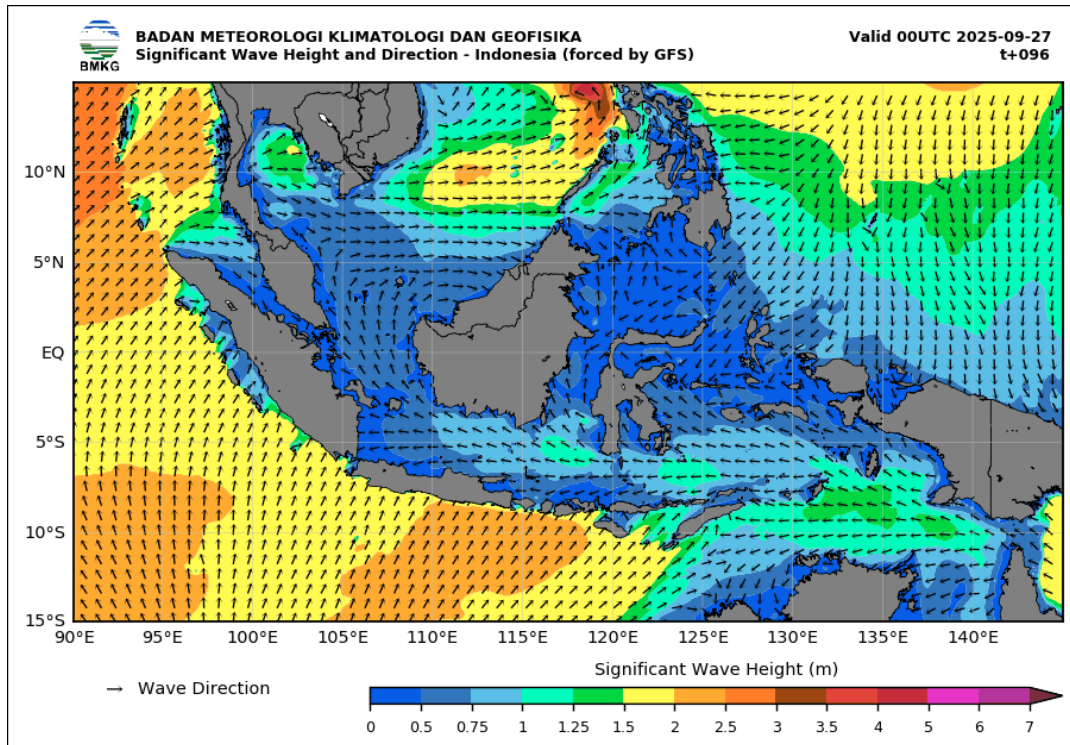 BADAN METEOROLOGI KLIMATOLOGI DAN GEOFISIKA
Significant Wave Height and Direction - Indonesia (forced by GFS)
Valid 00UTC 2025-09-27
t+096
BMKG
10°N
5°N
EQ
5°S
10°S
15°S
90°E 95°E 100°E 105°E 110°E 115°E 120°E 125°E 130°E 135°E 140°E
Wave Direction
Significant Wave Height (m)
0 0.5 0.75 1 1.25 1.5 2 2.5 3 3.5 4 5 6 7